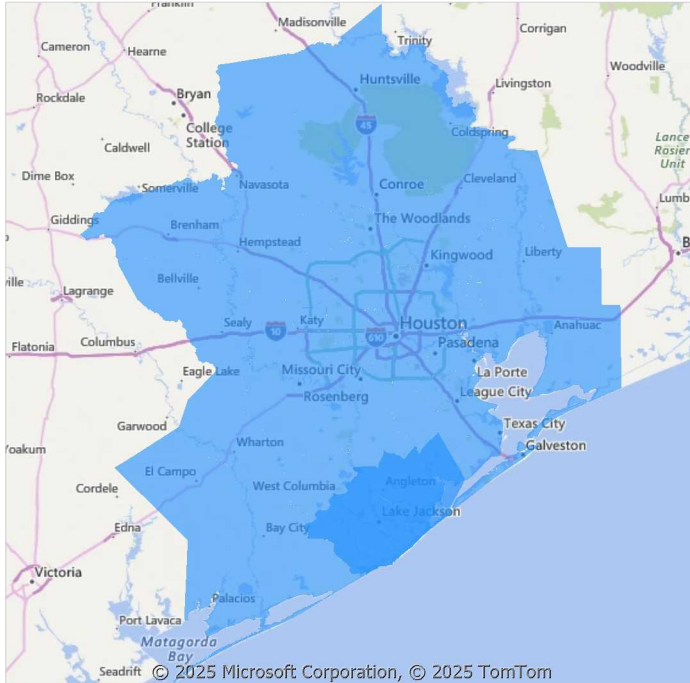 Franklin
Madisonville
Trinity
Corrigan
Cameron
Hearne
Woodville
Huntsville
Livingston
Rockdale
Bryan
College
Station
45
Coldspring
Caldwell
Lance
Rosier
Unit
Dime Box
Somerville
Navasota
Conroe
Cleveland
Lumb
Giddings
Brenham
The Woodlands
Hempstead
Kingwood
Liberty
B
ville
Bellville
Lagrange
Sealy
10
Katy
610
Houston
Anahuac
Flatonia
Columbus
Pasadena
Eagle Lake
Missouri City
La Porte
Rosenberg
League City
Garwood
Texas City
Yoakum
Wharton
Galveston
El Campo
Cordele
West Columbia
Angleton
Lake Jackson
Edna
Bay City
Victoria
Palacios
Port Lavaca
Matagorda
Bay
Seadrift
© 2025 Microsoft Corporation, © 2025 TomTom